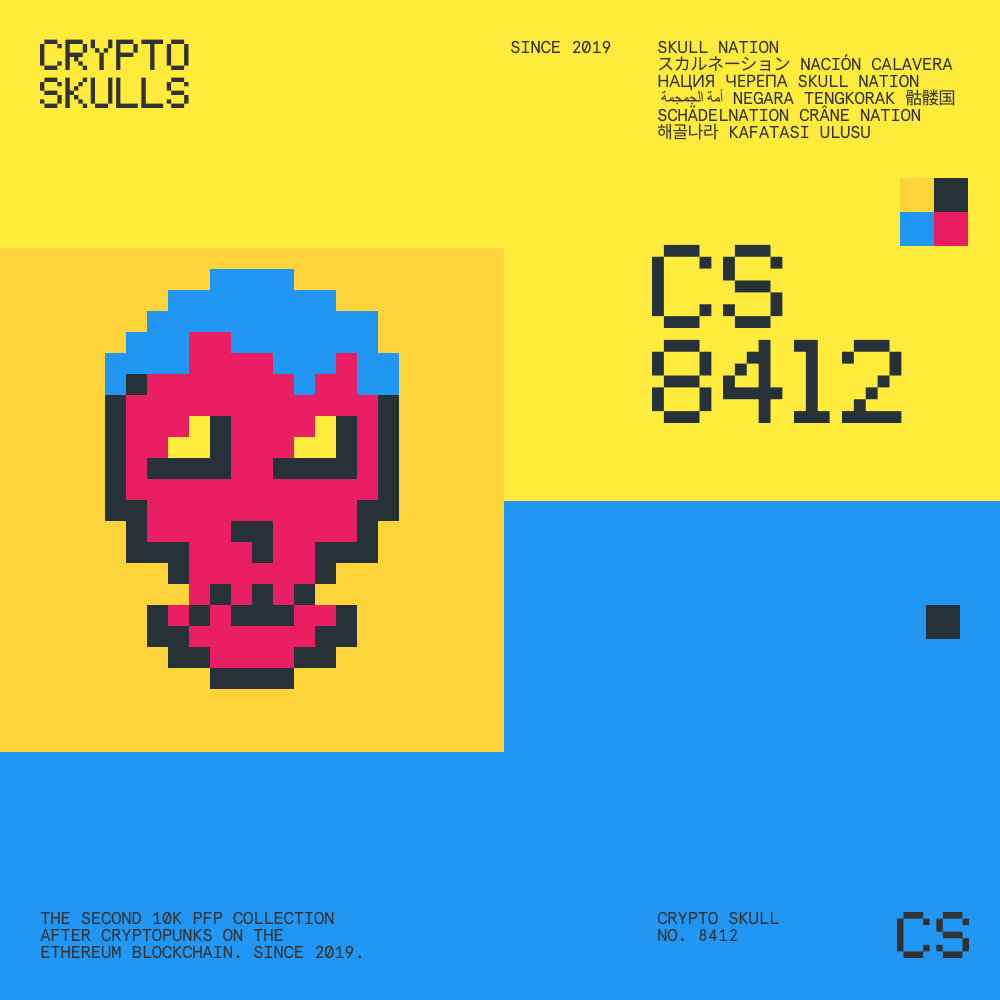 CRYPTO
SKULLS
SINCE 2019
SKULL NATION
スカルネーション NACIÓN CALAVERA
НАЦИЯ ЧЕРЕПА SKULL NATION
أمة الجمجمة NEGARA TENGKORAK 骷髅国
SCHÄDELNATION CRÂNE NATION
해골나라 KAFATASI ULUSU
CS
8412
THE SECOND 10K PFP COLLECTION
AFTER CRYPTOPUNKS ON THE
ETHEREUM BLOCKCHAIN. SINCE 2019.
CRYPTO SKULL
NO. 8412
CS